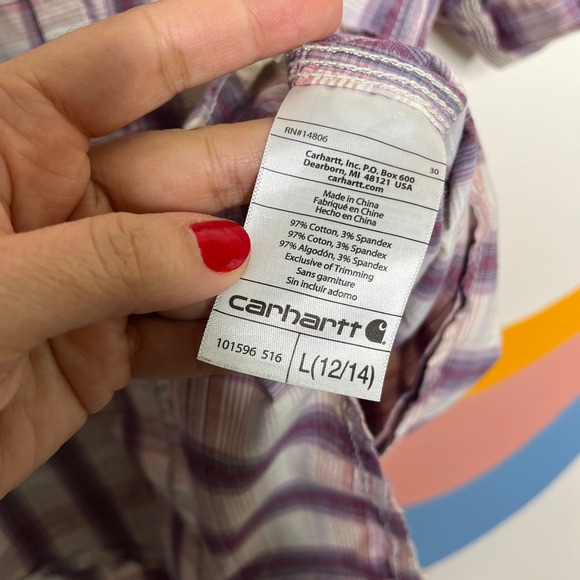 RN#14806
30
Carhartt, Inc. P.O. Box 600
Dearborn, MI 48121 USA
carhartt.com
Made in China
Fabriqué en Chine
Hecho en China
97% Cotton, 3% Spandex
97% Coton, 3% Spandex
97% Algodón, 3% Spandex
Exclusive of Trimming
Sans garniture
Sin incluir adorno
carhartt
101596 516
L(12/14)